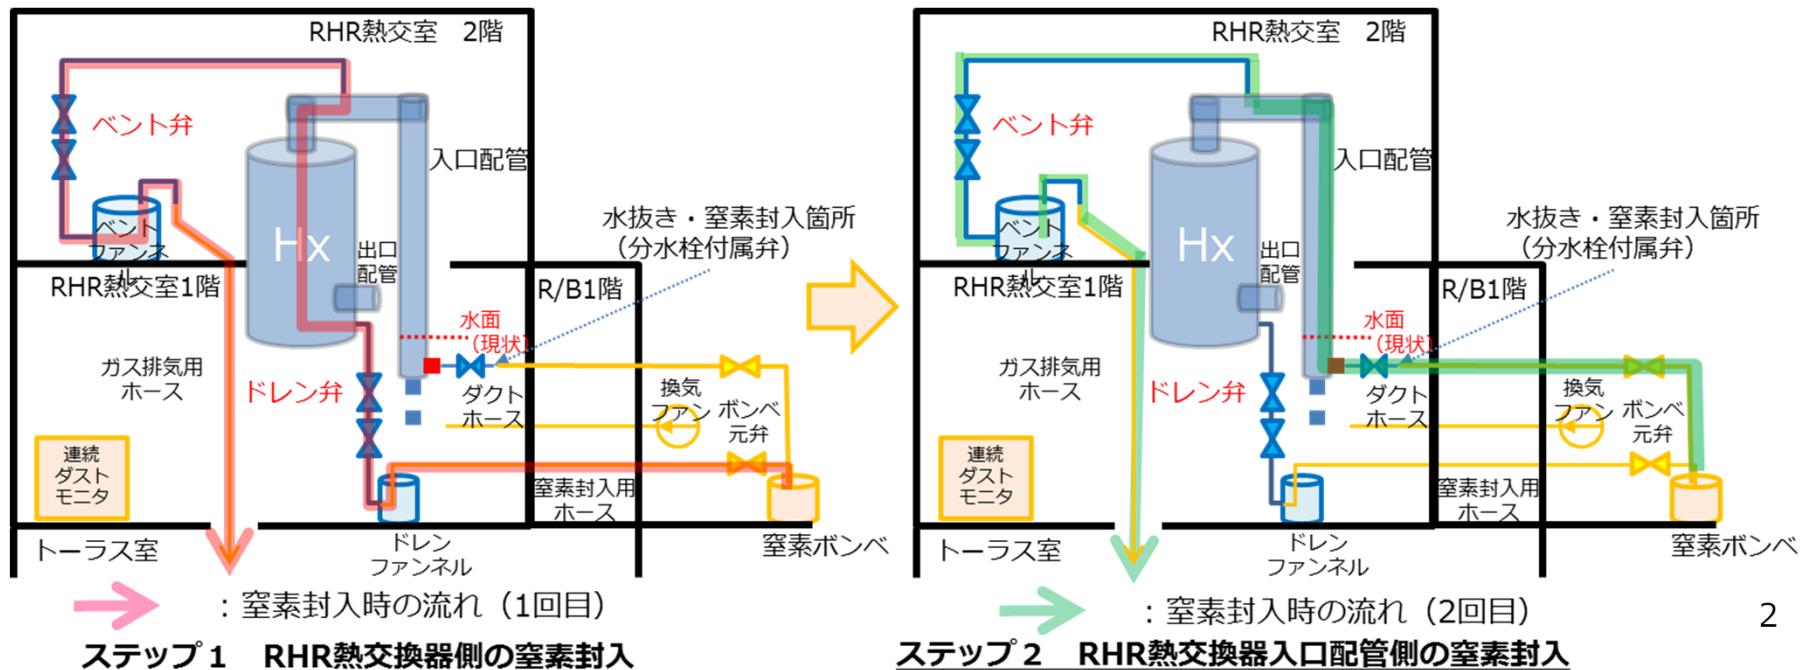 RHR熱交室　2階
ベント弁
入口配管
水抜き・窒素封入箇所
（分水栓付属弁）
ベント
ファンネ
ル
Hx
出口
配管
RHR熱交室1階
R/B1階
水面
（現状）
ガス排気用
ホース
ドレン弁
ダクト
ホース
換気
ファン
ボンベ
元弁
連続
ダスト
モニタ
窒素封入用
ホース
トーラス室
ドレン
ファンネル
窒素ボンベ
：窒素封入時の流れ（1回目）
ステップ１　RHR熱交換器側の窒素封入
RHR熱交室　2階
ベント弁
入口配管
水抜き・窒素封入箇所
（分水栓付属弁）
ベント
ファンネ
ル
Hx
出口
配管
RHR熱交室1階
R/B1階
水面
（現状）
ガス排気用
ホース
ドレン弁
ダクト
ホース
換気
ファン
ボンベ
元弁
連続
ダスト
モニタ
窒素封入用
ホース
トーラス室
ドレン
ファンネル
窒素ボンベ
：窒素封入時の流れ（2回目）
ステップ２　RHR熱交換器入口配管側の窒素封入
2